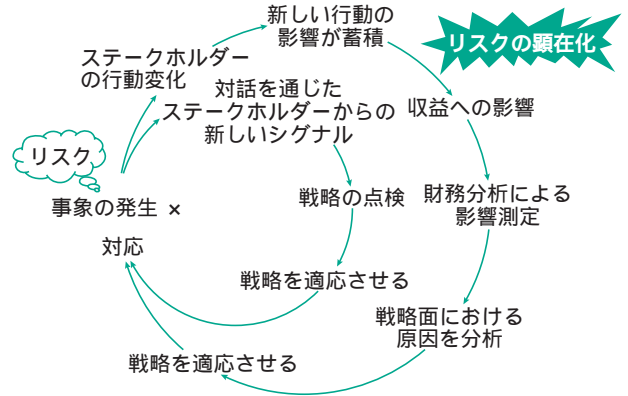 新しい行動の
影響が蓄積
リスクの顕在化
ステークホルダー
の行動変化
対話を通じた
ステークホルダーからの
新しいシグナル
収益への影響
リスク
戦略の点検
財務分析による
影響測定
事象の発生 ×
対応
戦略を適応させる
戦略面における
原因を分析
戦略を適応させる